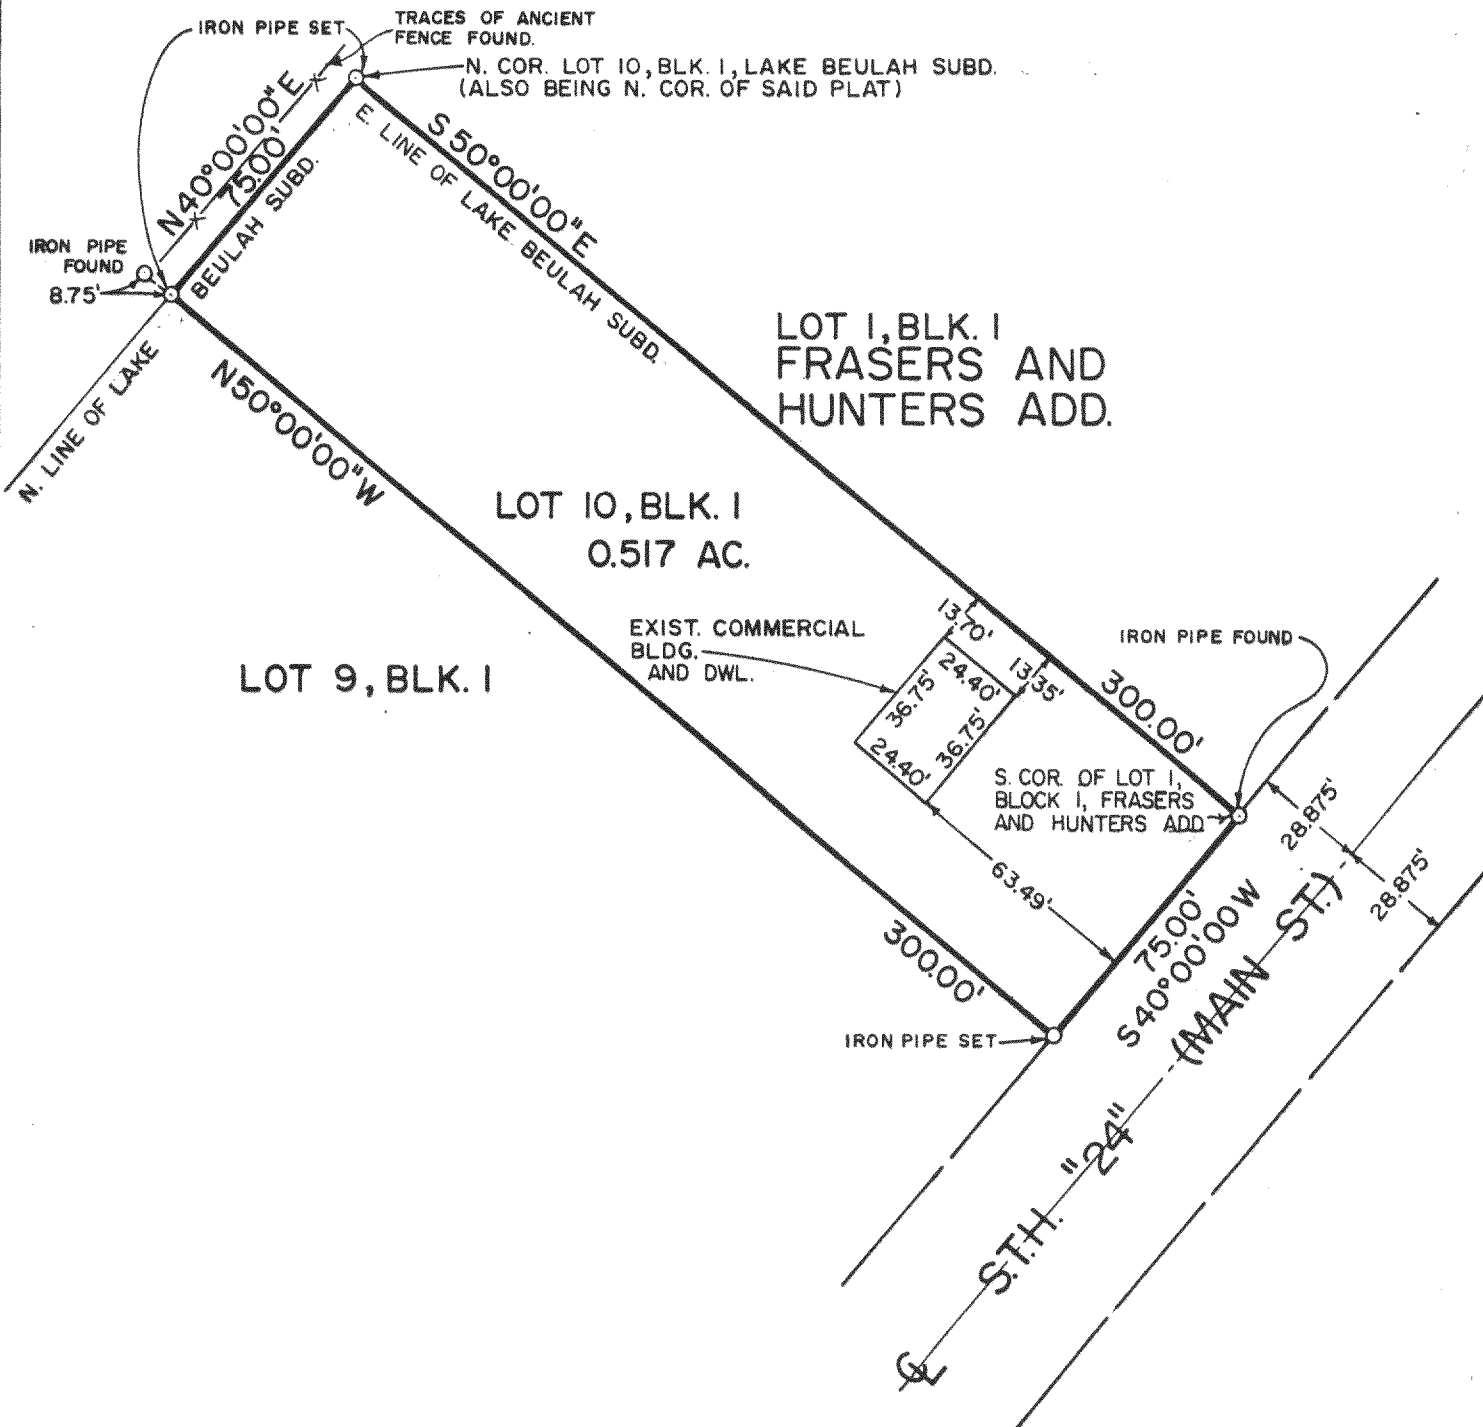 IRON PIPE SET
TRACES OF ANCIENT
FENCE FOUND.
N. COR. LOT 10, BLK. 1, LAKE BEULAH SUBD.
(ALSO BEING N. COR. OF SAID PLAT)
N40°00'00"E
75.00'
BEULAH SUBD.
S50°00'00"E
E. LINE OF LAKE BEULAH SUBD.
IRON PIPE
FOUND
8.75'
N. LINE OF LAKE
N50°00'00"W
LOT 1, BLK. 1
FRASERS AND
HUNTERS ADD.
LOT 10, BLK. 1
0.517 AC.
EXIST. COMMERCIAL
BLDG.
AND DWL.
LOT 9, BLK. 1
13.70'
13.35'
24.40'
36.75'
36.75'
24.40'
300.00'
IRON PIPE FOUND
S. COR. OF LOT 1,
BLOCK 1, FRASERS
AND HUNTERS ADD.
28.875'
28.875'
63.49'
75.00'
S40°00'00W
300.00'
IRON PIPE SET
S.T.H. "24" (MAIN ST.)
℄